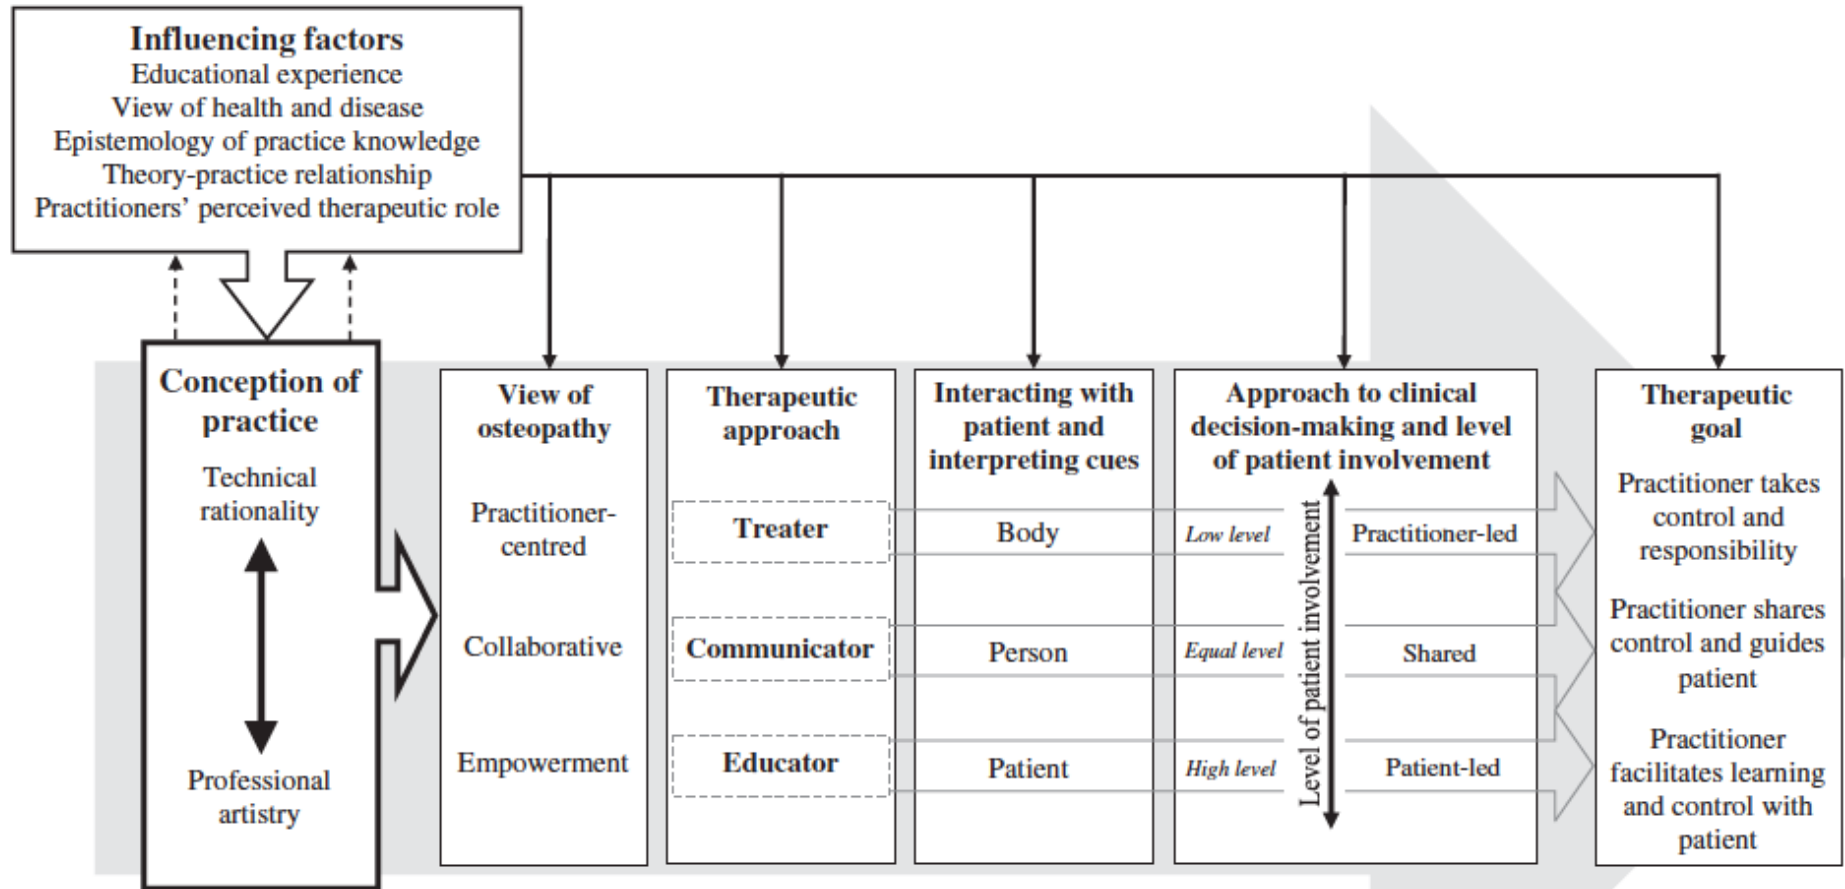 Influencing factors
Educational experience
View of health and disease
Epistemology of practice knowledge
Theory-practice relationship
Practitioners’ perceived therapeutic role
Conception of
practice
Technical
rationality
Professional
artistry
View of
osteopathy
Practitioner-
centred
Collaborative
Empowerment
Therapeutic
approach
Treater
Communicator
Educator
Interacting with
patient and
interpreting cues
Body
Person
Patient
Approach to clinical
decision-making and level
of patient involvement
Low level
Equal level
High level
Level of patient involvement
Practitioner-led
Shared
Patient-led
Therapeutic
goal
Practitioner takes
control and
responsibility
Practitioner shares
control and guides
patient
Practitioner
facilitates learning
and control with
patient